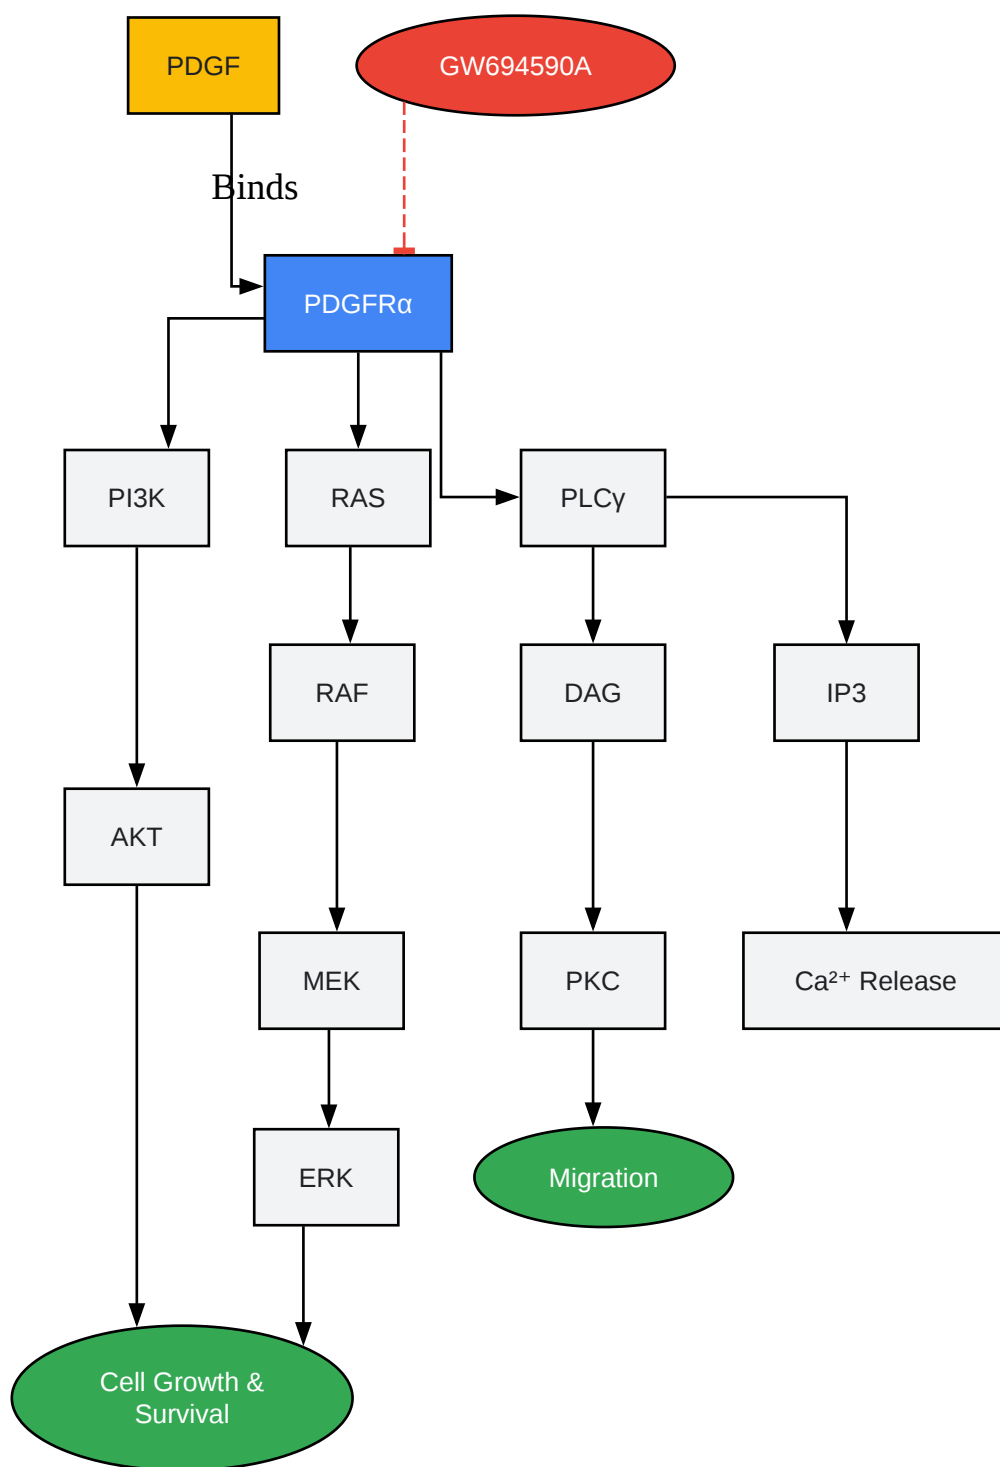 PDGF
GW694590A
Binds
PDGFRα
PI3K
RAS
PLCγ
RAF
DAG
IP3
AKT
MEK
PKC
Ca²⁺ Release
ERK
Migration
Cell Growth &
Survival